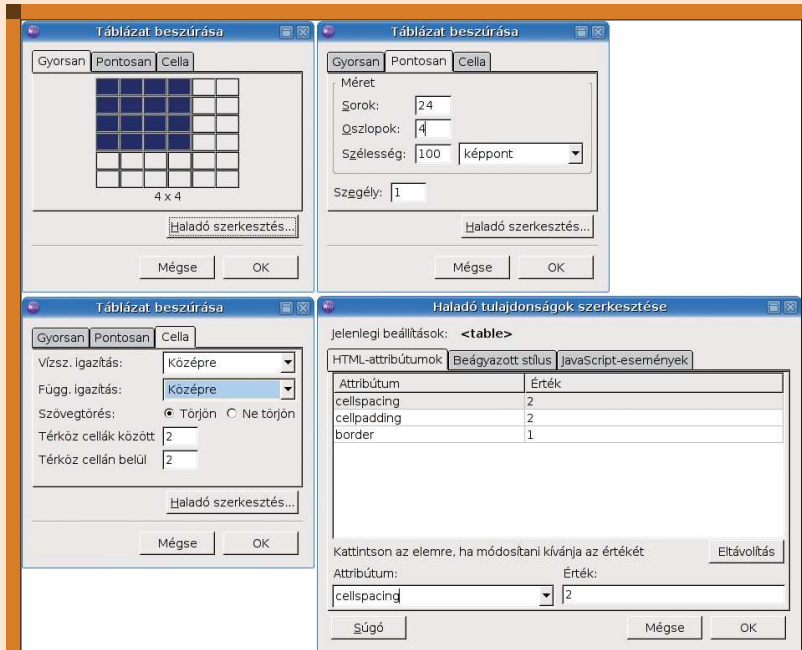 Táblázat beszúrása
Gyorsan Pontosan Cella
4 x 4
Haladó szerkesztés...
Mégse OK
Táblázat beszúrása
Gyorsan Pontosan Cella
Méret
Sorok: 24
Oszlopok: 4
Szélesség: 100 képpont
Szegély: 1
Haladó szerkesztés...
Mégse OK
Táblázat beszúrása
Gyorsan Pontosan Cella
Vízsz. igazítás: Középre
Függ. igazítás: Középre
Szövegtörés: Törjön Ne törjön
Térköz cellák között 2
Térköz cellán belül 2
Haladó szerkesztés...
Mégse OK
Haladó tulajdonságok szerkesztése
Jelenlegi beállítások: <table>
HTML-attribútumok Beágyazott stílus JavaScript-események
Attribútum Érték
cellspacing 2
cellpadding 2
border 1
Kattintson az elemre, ha módosítani kívánja az értékét Eltávolítás
Attribútum: Érték:
cellspacing 2
Súgó Mégse OK